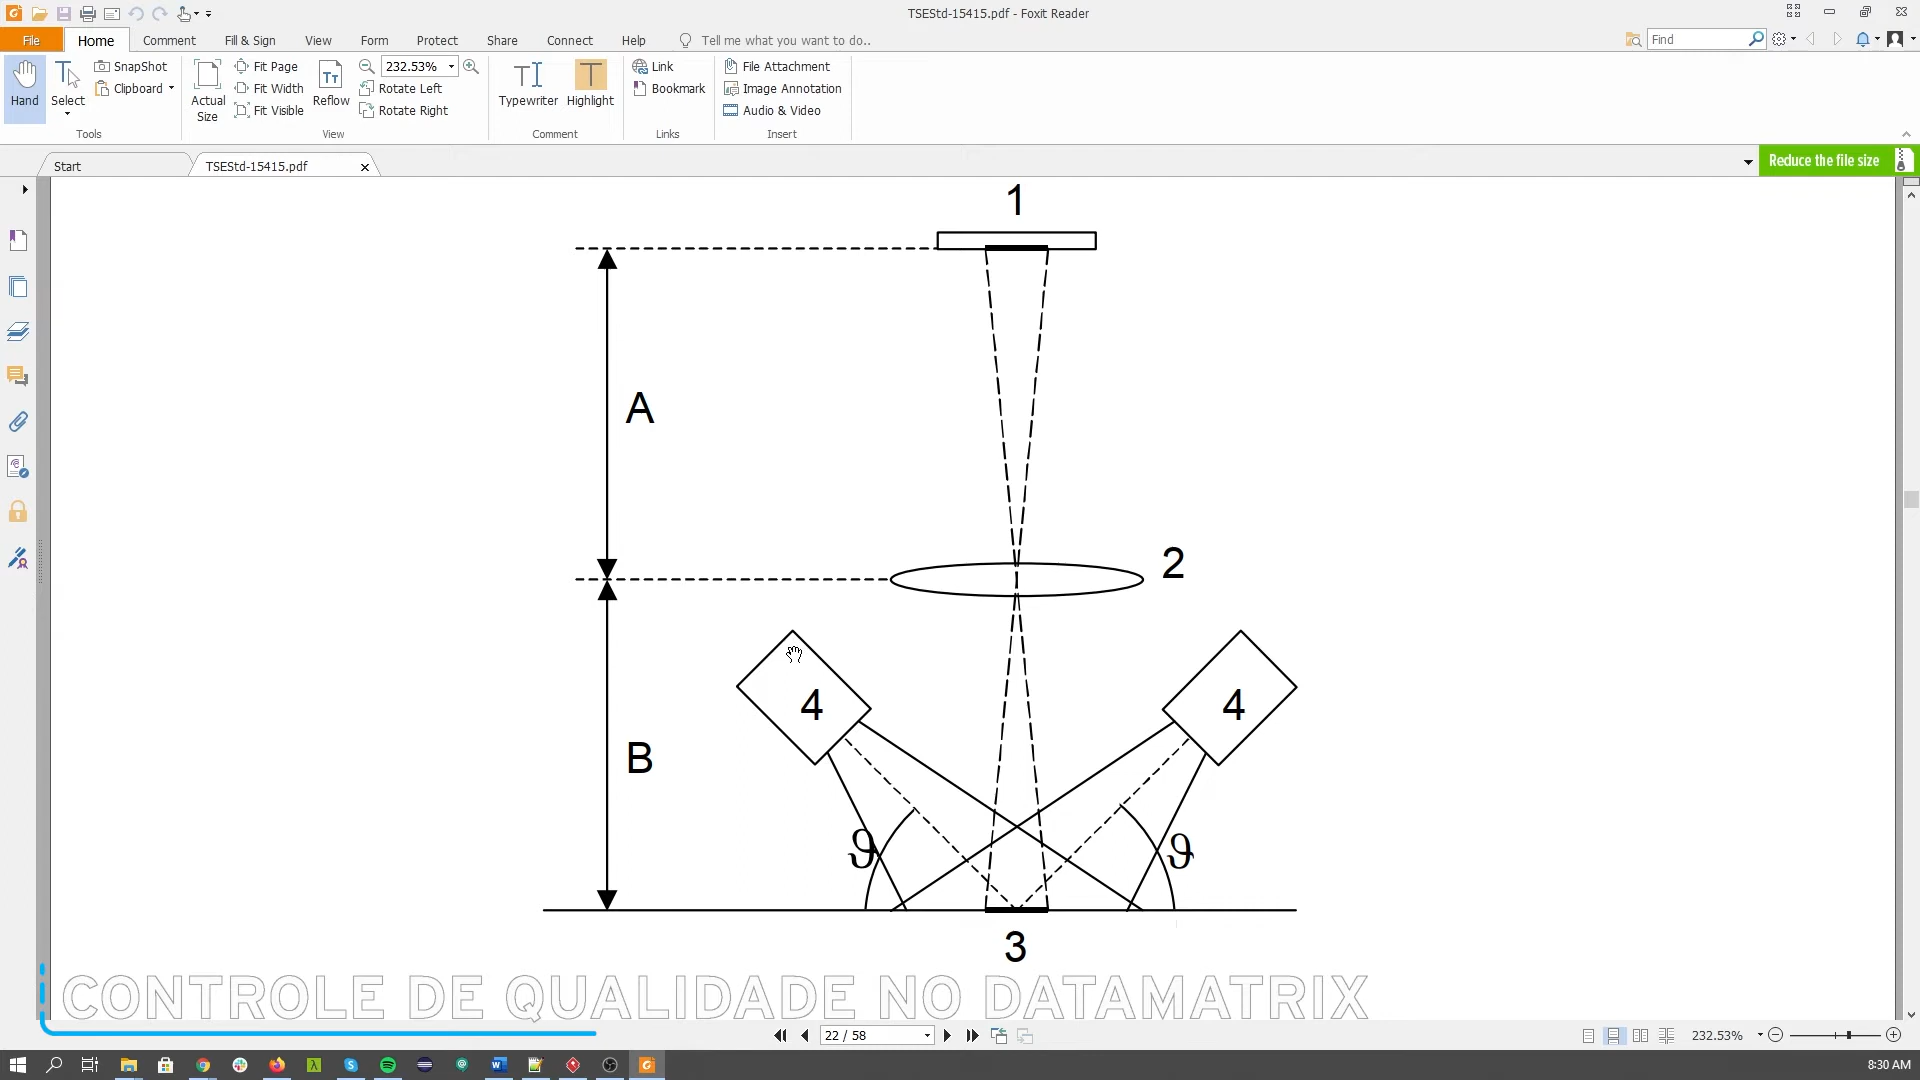 TSEStd-15415.pdf - Foxit Reader
File Home Comment Fill & Sign View Form Protect Share Connect Help Tell me what you want to do.. Find
Hand
Select
SnapShot
Clipboard
Tools
Actual
Size
Fit Page
Fit Width
Fit Visible
Reflow
232.53%
Rotate Left
Rotate Right
View
Typewriter
Highlight
Comment
Link
Bookmark
Links
File Attachment
Image Annotation
Audio & Video
Insert
Start TSEStd-15415.pdf Reduce the file size
1
A
2
4 4
B
ϑ ϑ
3
CONTROLE DE QUALIDADE NO DATAMATRIX
22 / 58 232.53%
8:30 AM